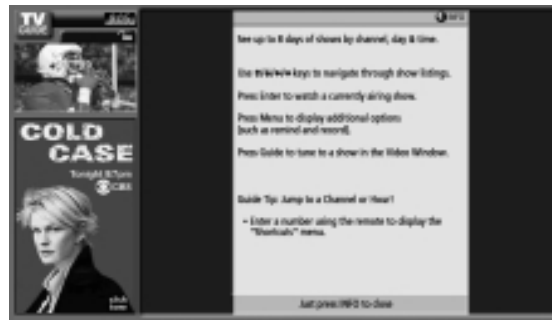 TV
GUIDE
INFO
See up to 8 days of shows by channel, day & time.
Use keys to navigate through show listings.
Press Enter to watch a currently airing show.
Press Menu to display additional options
(such as remind and record).
Press Guide to tune to a show in the Video Window.
COLD
CASE
Tonight 8/7pm
CBS
Guide Tip: Jump to a Channel or Hour!
• Enter a number using the remote to display the
"Shortcuts" menu.
Just press INFO to close